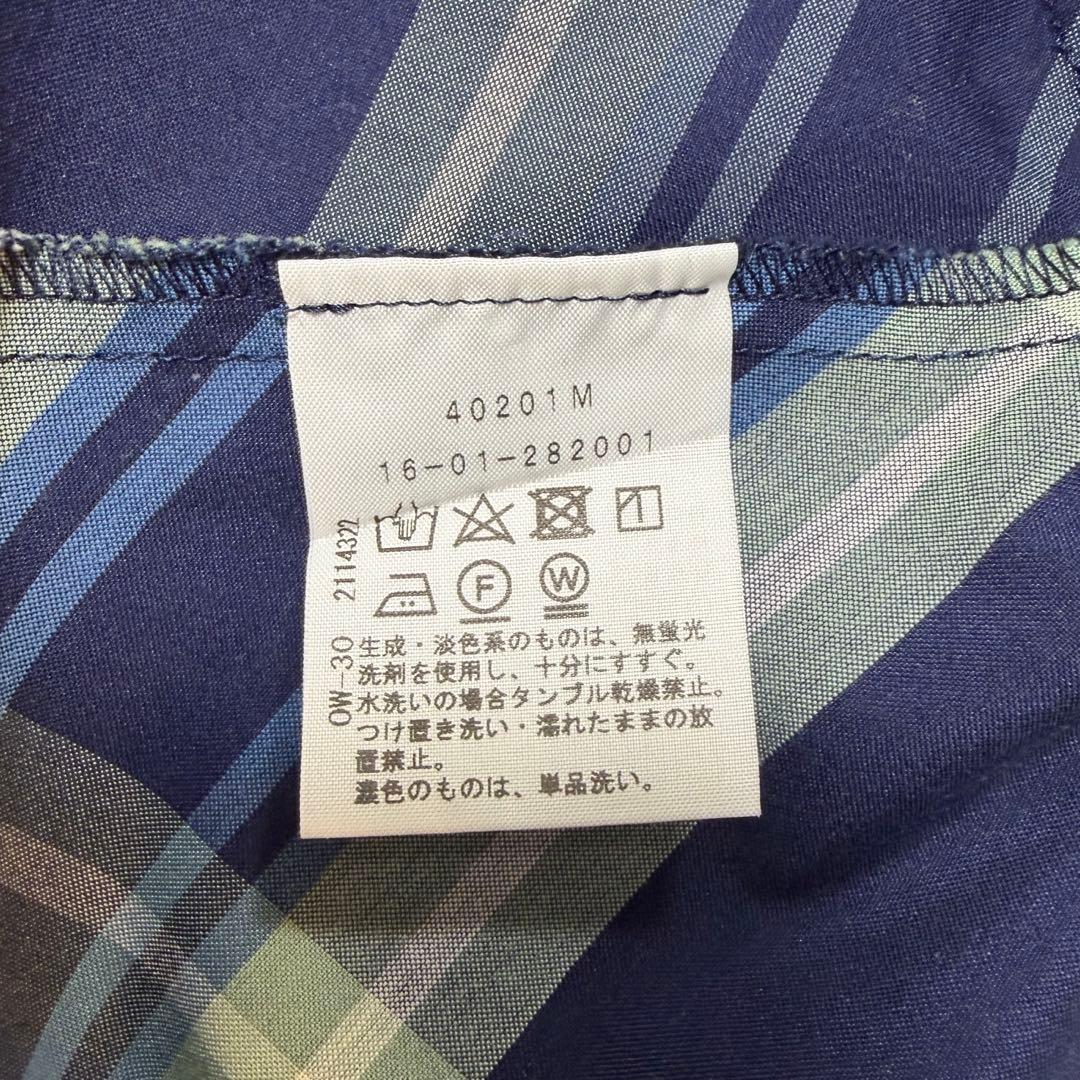 40201M
16-01-282001
F W
生成・淡色系のものは、無蛍光
洗剤を使用し、十分にすすぐ。
水洗いの場合タンブル乾燥禁止。
つけ置き洗い・濡れたままの放
置禁止。
濃色のものは、単品洗い。
OW-30 2114322